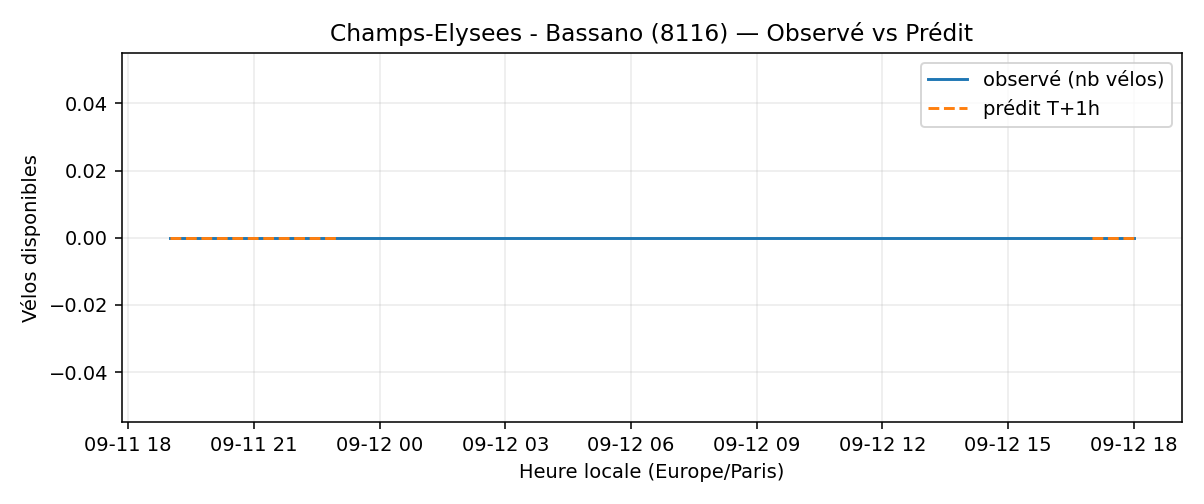 Champs-Elysees - Bassano (8116) — Observé vs Prédit
observé (nb vélos)
prédit T+1h
Vélos disponibles
0.04
0.02
0.00
−0.02
−0.04
09-11 18 09-11 21 09-12 00 09-12 03 09-12 06 09-12 09 09-12 12 09-12 15 09-12 18
Heure locale (Europe/Paris)